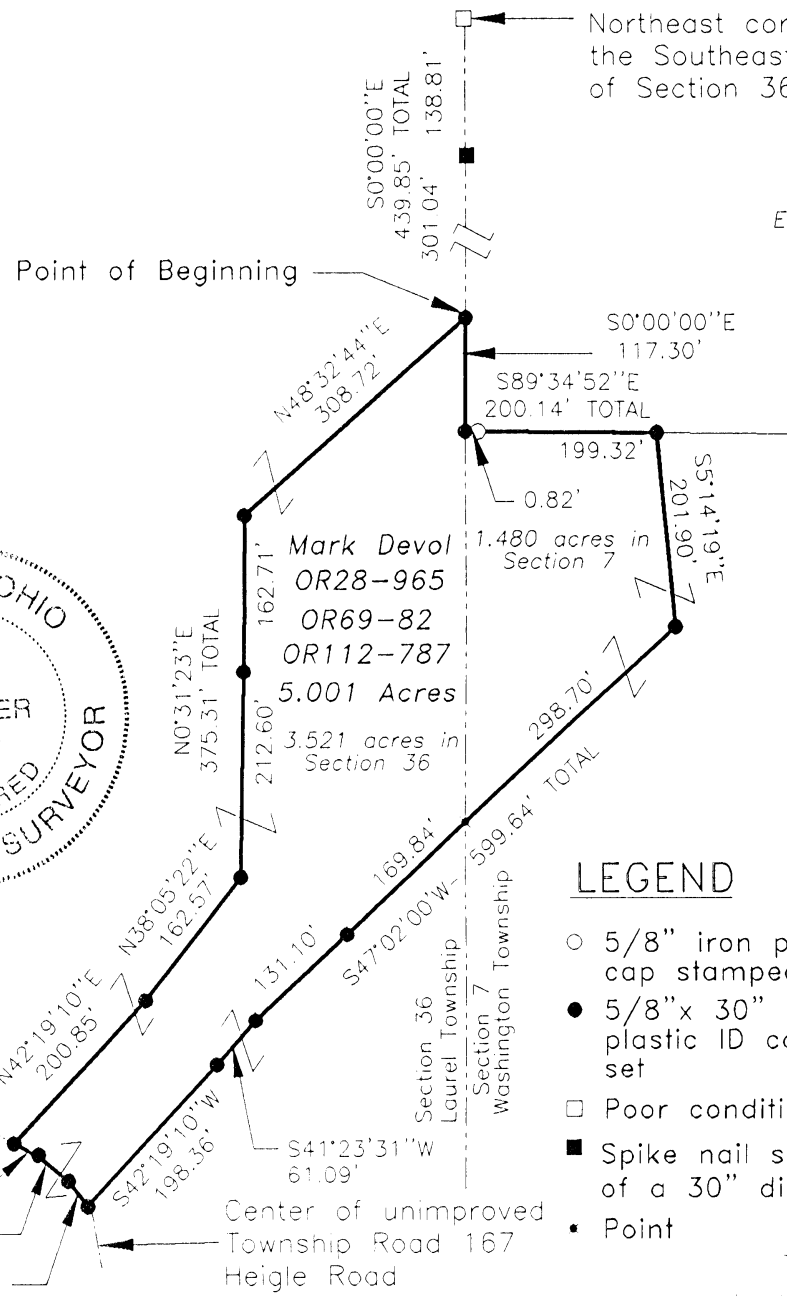 Northeast
the Southeast
of Section 36
S0°00'00"E
439.85' TOTAL
138.81'
301.04'
E
Point of Beginning
S0°00'00"E
117.30'
N48°32'44"E
308.72'
S89°34'52"E
200.14' TOTAL
199.32'
0.82'
S5°14'19"E
201.90'
1.480 acres in
Section 7
Mark Devol
OR28-965
OR69-82
OR112-787
5.001 Acres
3.521 acres in
Section 36
N0°31'23"E
375.31' TOTAL
162.71'
212.60'
OHIO
ER
RED
SURVEYOR
298.70'
S47°02'00"W- 599.64' TOTAL
169.84'
131.10'
N38°05'22"E
162.57'
N42°19'10"E
200.85'
S42°19'10"W
198.36'
S41°23'31"W
61.09'
Section 36
Laurel Township
Section 7
Washington Township
Center of unimproved
Township Road 167
Heigle Road
LEGEND
5/8" iron p
cap stamped
5/8"x 30"
plastic ID
set
Poor conditi
Spike nail s
of a 30" di
Point